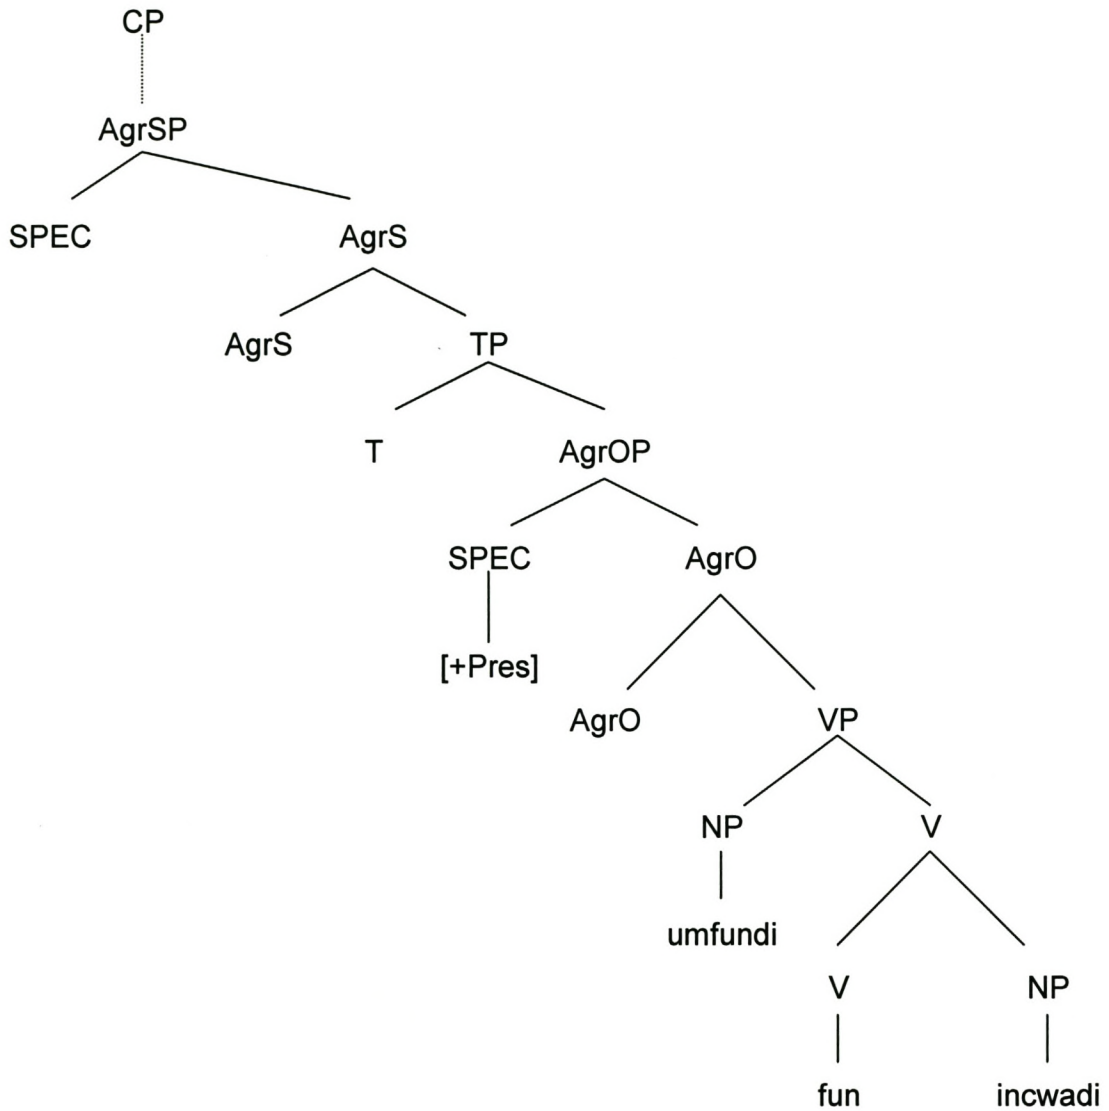 CP
AgrSP
SPEC AgrS
AgrS TP
T AgrOP
SPEC AgrO
[+Pres]
AgrO VP
NP V
umfundi
V NP
fun incwadi